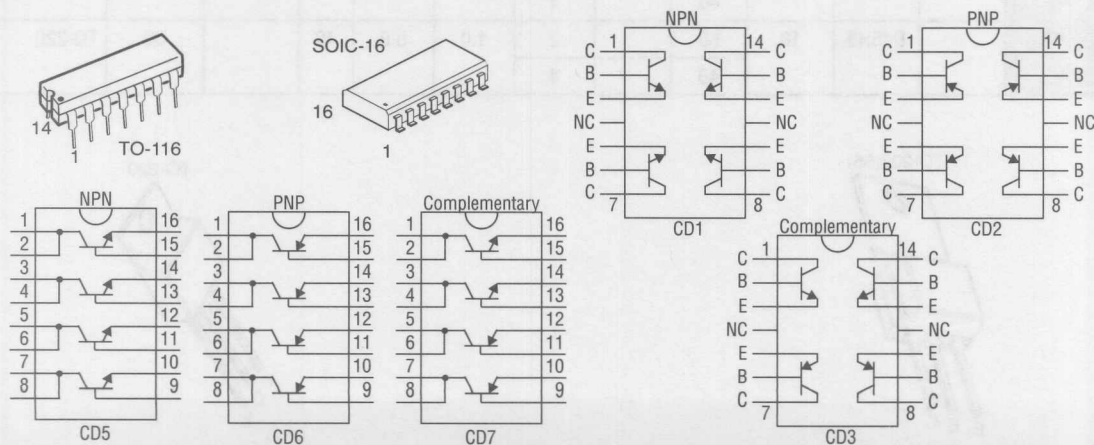 SOIC-16
16
1
14
1
TO-116
NPN
1 14
C C
B B
E E
NC NC
E E
B B
C C
7 8
CD1
PNP
1 14
C C
B B
E E
NC NC
E E
B B
C C
7 8
CD2
NPN
1 16
2 15
3 14
4 13
5 12
6 11
7 10
8 9
CD5
PNP
1 16
2 15
3 14
4 13
5 12
6 11
7 10
8 9
CD6
Complementary
1 16
2 15
3 14
4 13
5 12
6 11
7 10
8 9
CD7
Complementary
1 14
C C
B B
E E
NC NC
E E
B B
C C
7 8
CD3